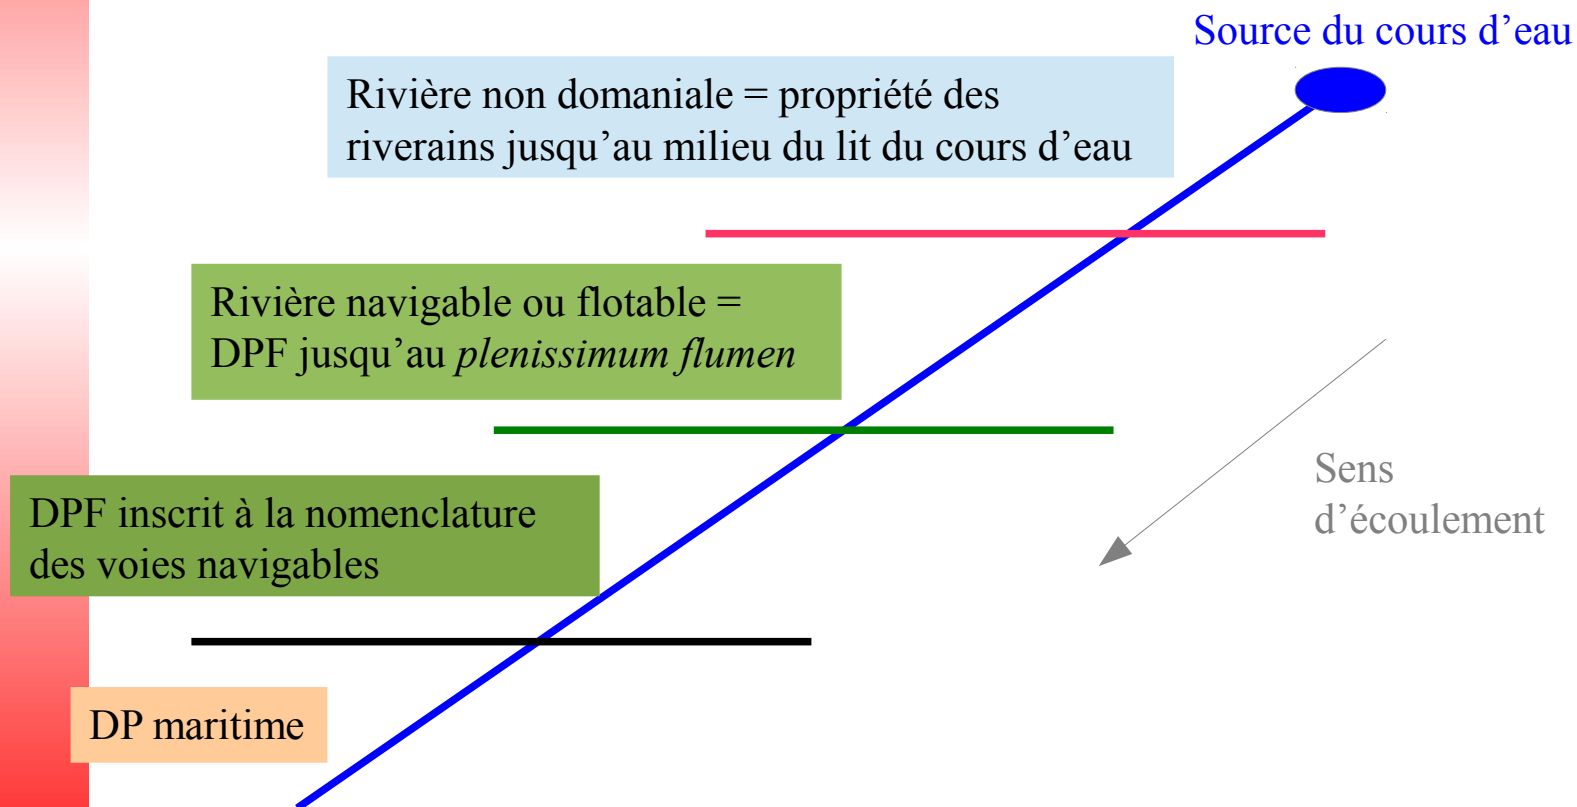 Source du cours d’eau
Rivière non domaniale = propriété des
riverains jusqu’au milieu du lit du cours d’eau
Rivière navigable ou flotable =
DPF jusqu’au plenissimum flumen
Sens
d’écoulement
DPF inscrit à la nomenclature
des voies navigables
DP maritime